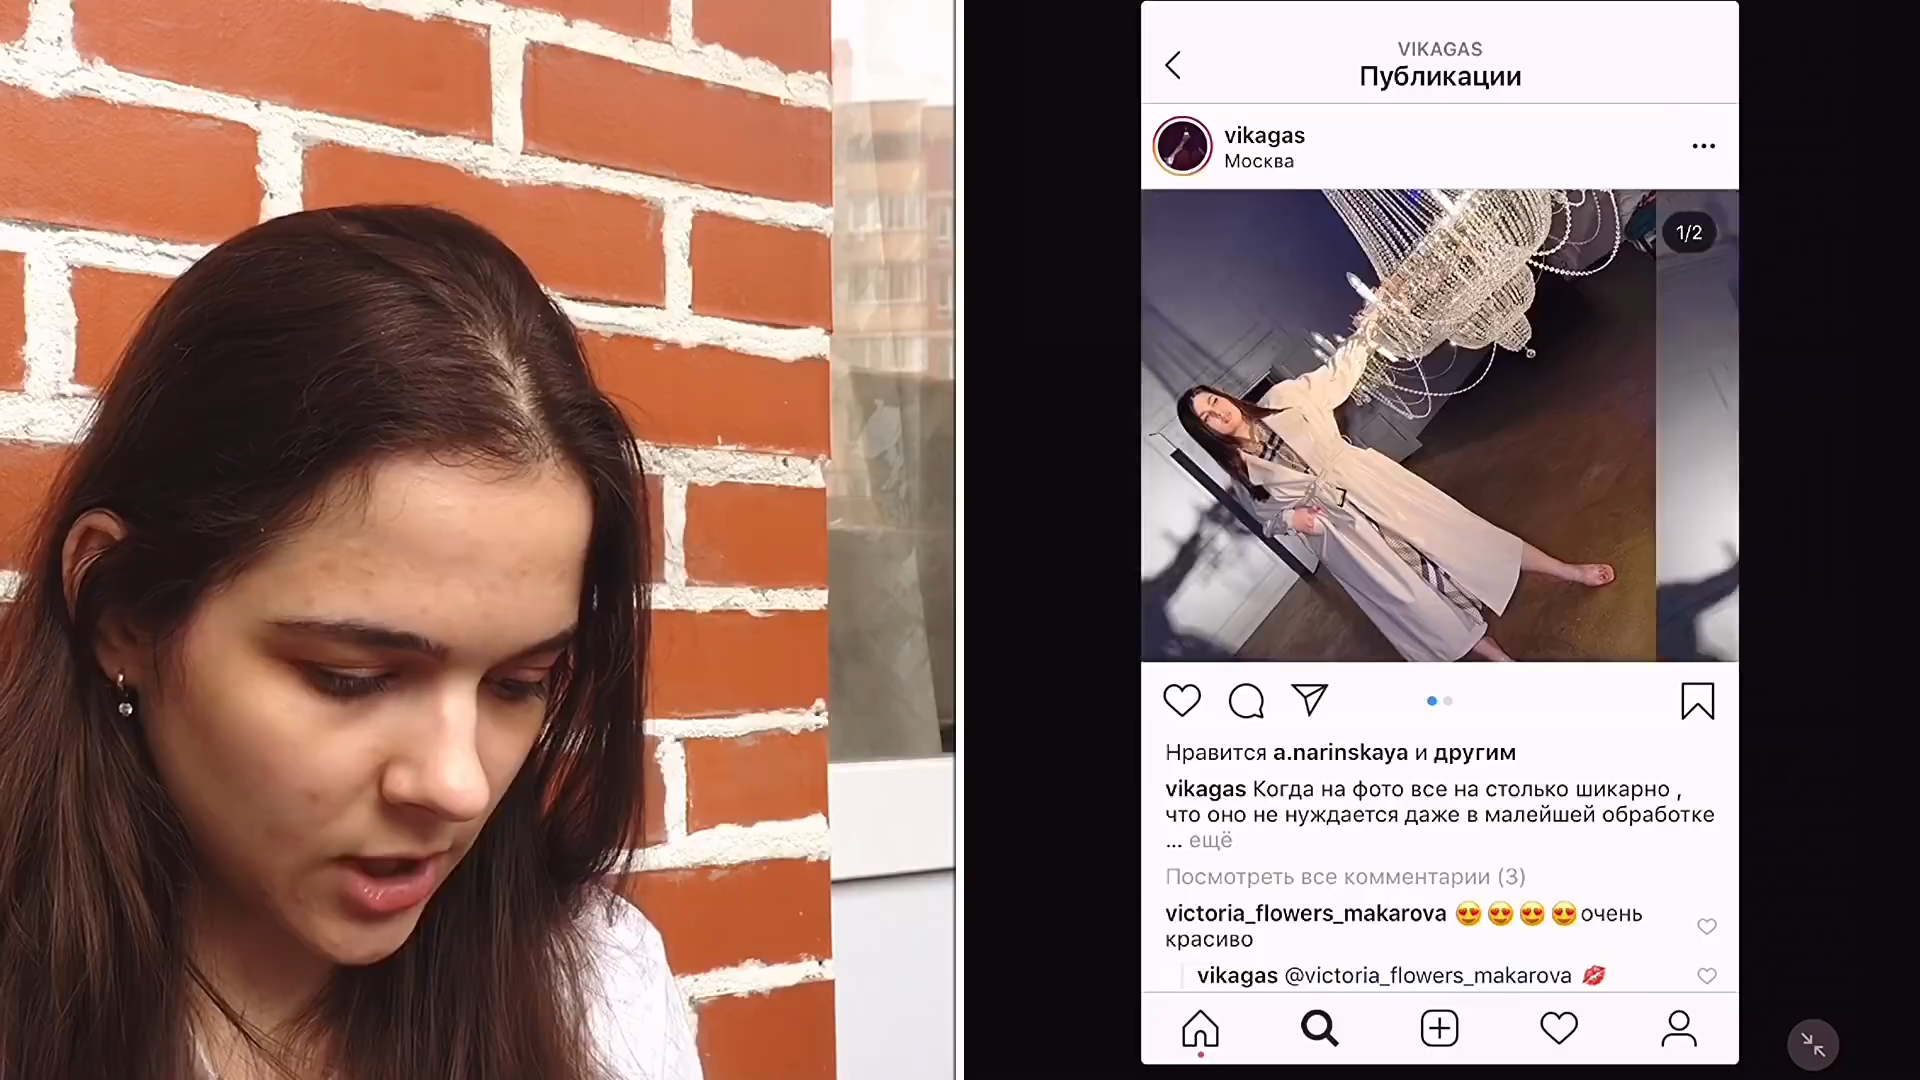 VIKAGAS
Публикации
vikagas
Москва
1/2
Нравится a.narinskaya и другим
vikagas Когда на фото все на столько шикарно ,
что оно не нуждается даже в малейшей обработке
... ещё
Посмотреть все комментарии (3)
victoria_flowers_makarova 😍😍😍😍очень
красиво
vikagas @victoria_flowers_makarova 💋